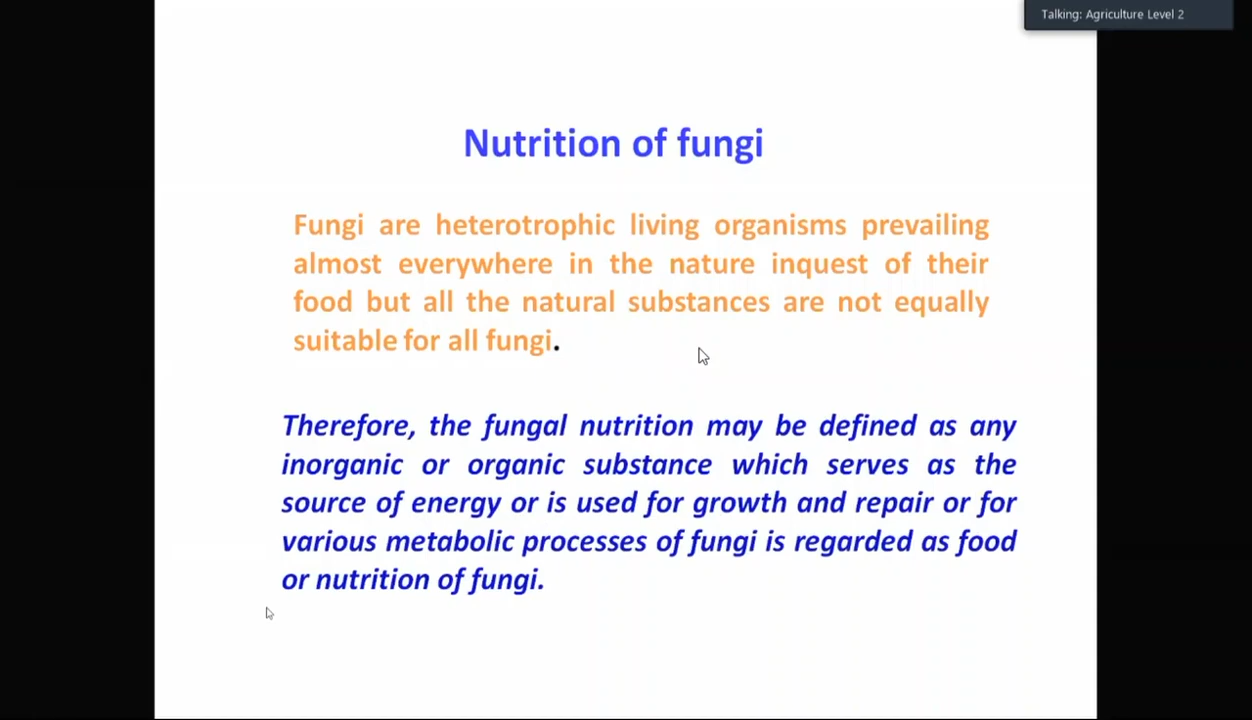 Talking: Agriculture Level 2
Nutrition of fungi
Fungi are heterotrophic living organisms prevailing
almost everywhere in the nature inquest of their
food but all the natural substances are not equally
suitable for all fungi.
Therefore, the fungal nutrition may be defined as any
inorganic or organic substance which serves as the
source of energy or is used for growth and repair or for
various metabolic processes of fungi is regarded as food
or nutrition of fungi.